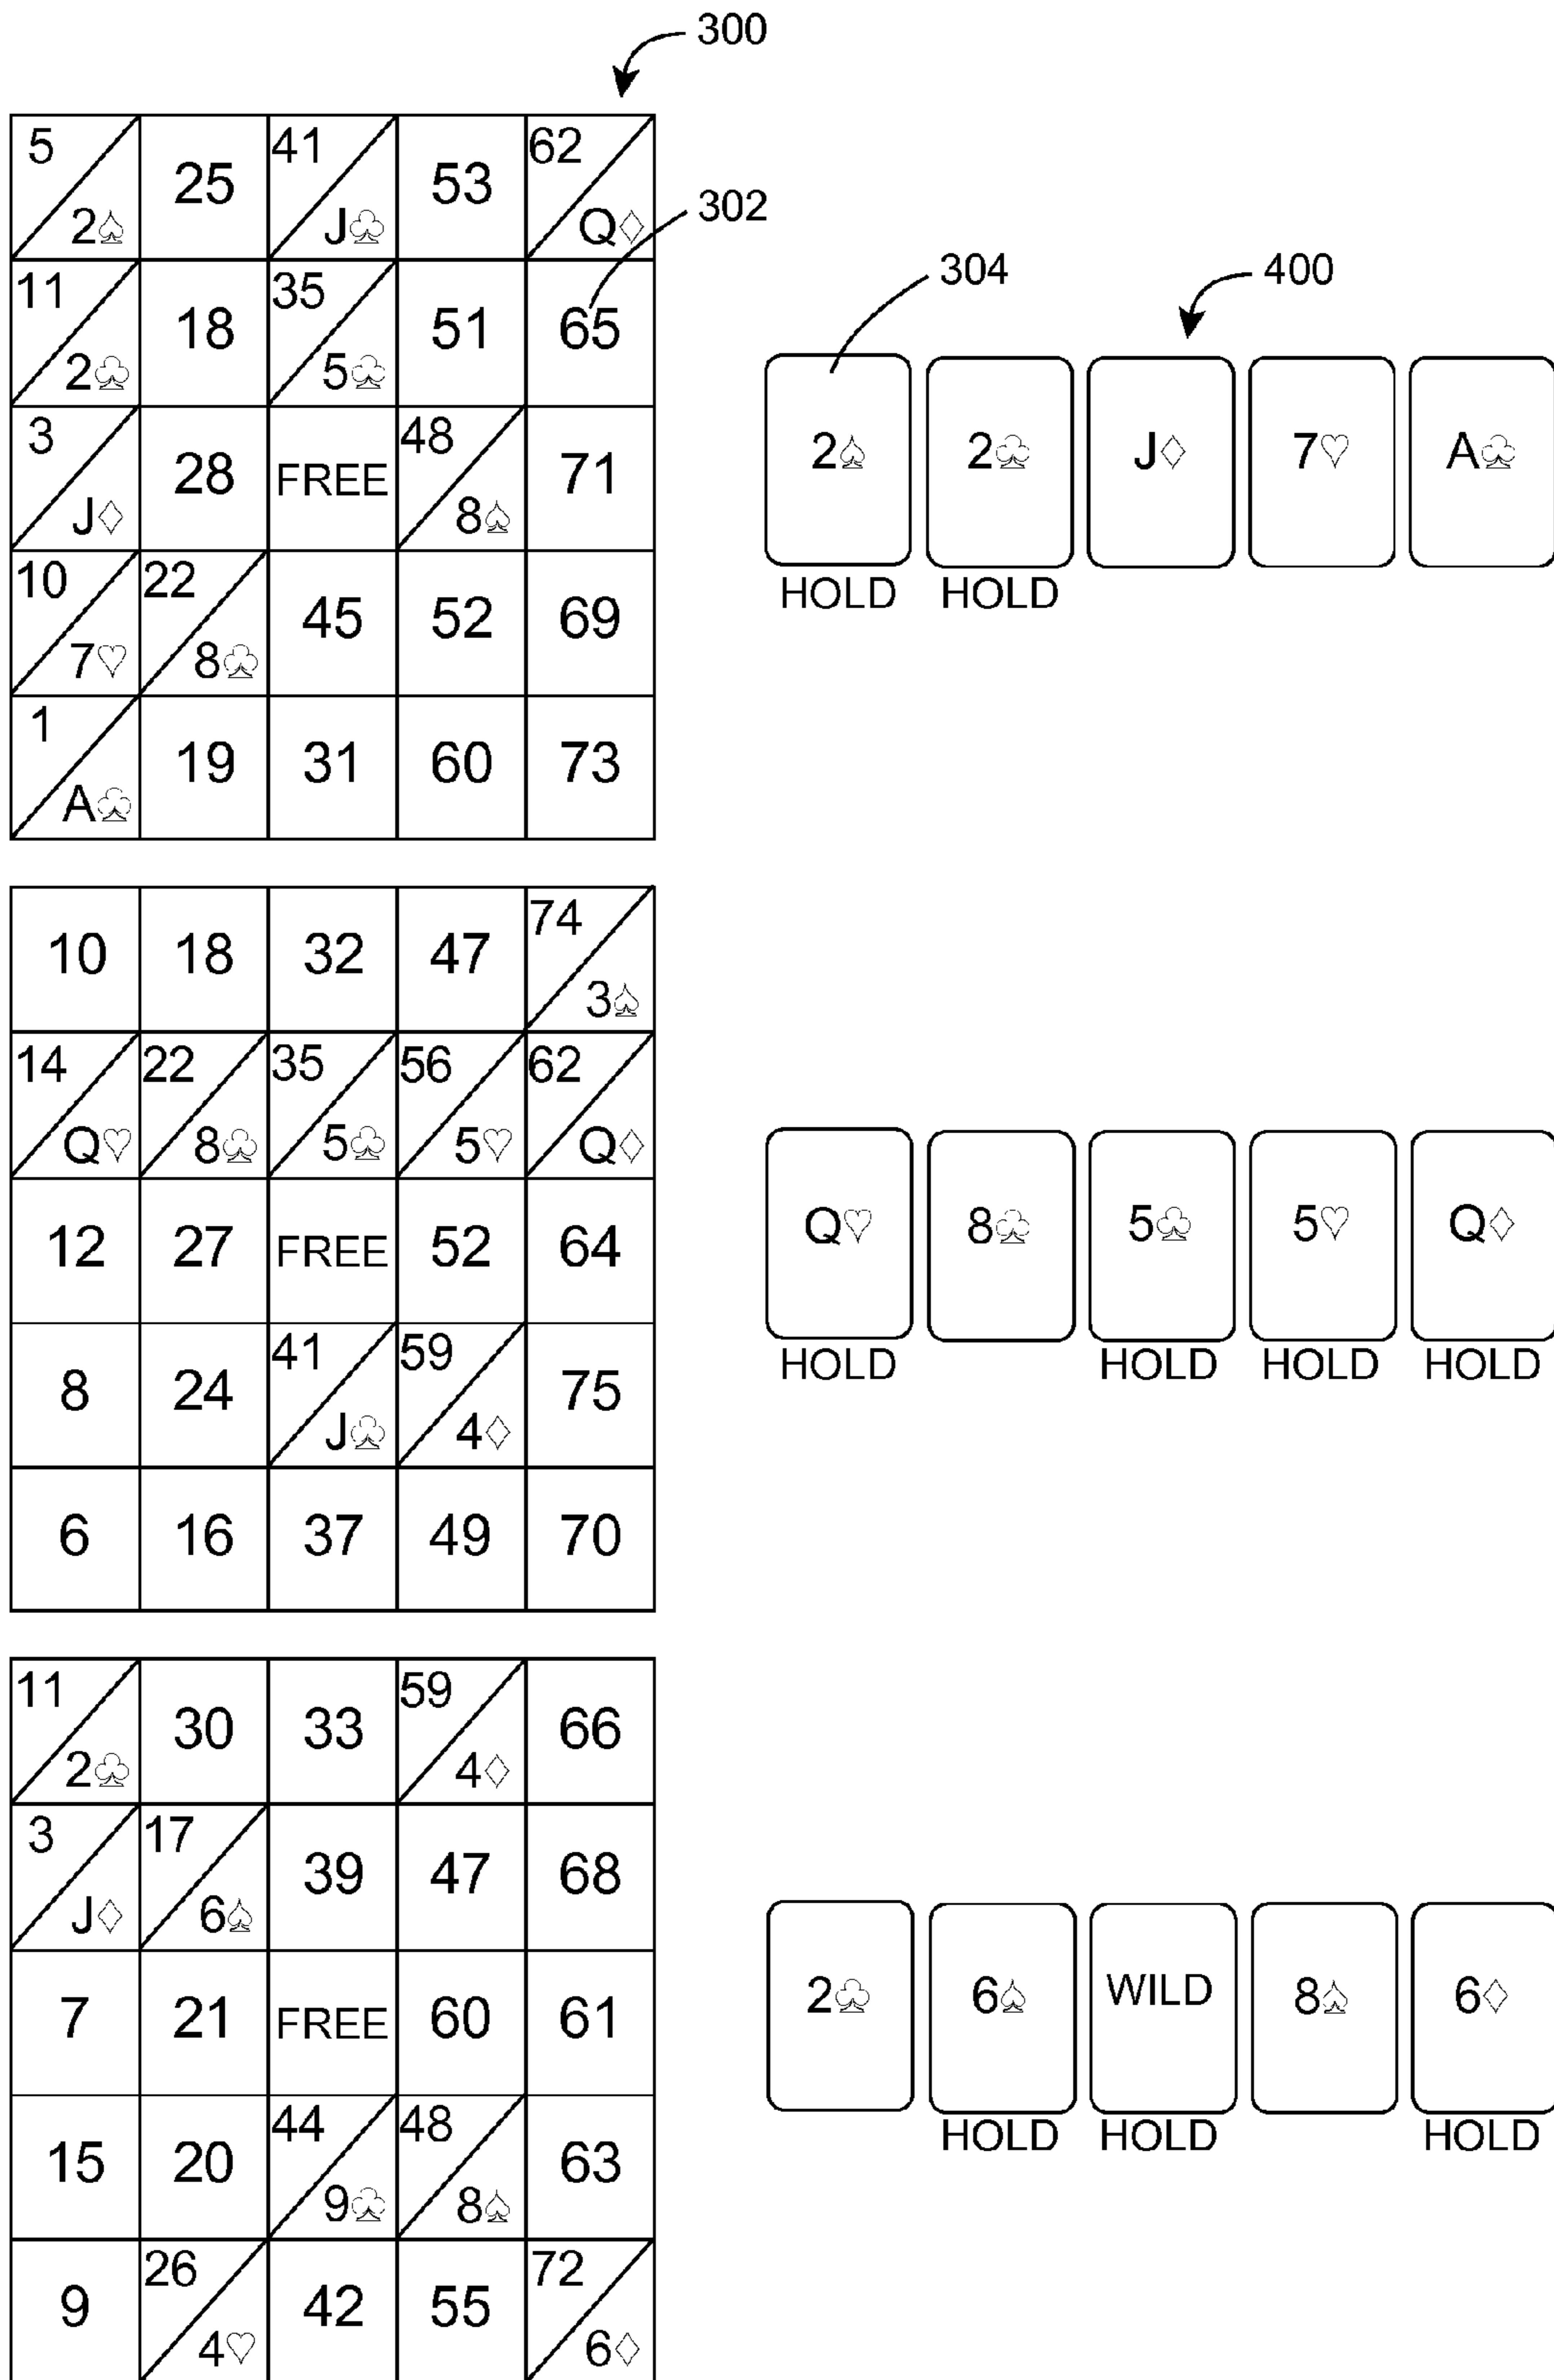 300
5 2♤ 25 41 J♧ 53 62 Q♢
302
11 2♧ 18 35 5♧ 51 65
304 400
3 J♢ 28 FREE 48 8♤ 71
2♤ 2♧ J♢ 7♡ A♧
HOLD HOLD
10 7♡ 22 8♧ 45 52 69
1 A♧ 19 31 60 73
10 18 32 47 74 3♤
14 Q♡ 22 8♧ 35 5♧ 56 5♡ 62 Q♢
12 27 FREE 52 64
Q♡ 8♧ 5♧ 5♡ Q♢
HOLD HOLD HOLD HOLD
8 24 41 J♧ 59 4♢ 75
6 16 37 49 70
11 2♧ 30 33 59 4♢ 66
3 J♢ 17 6♤ 39 47 68
7 21 FREE 60 61
2♧ 6♤ WILD 8♤ 6♢
HOLD HOLD HOLD
15 20 44 9♧ 48 8♤ 63
9 26 4♡ 42 55 72 6♢